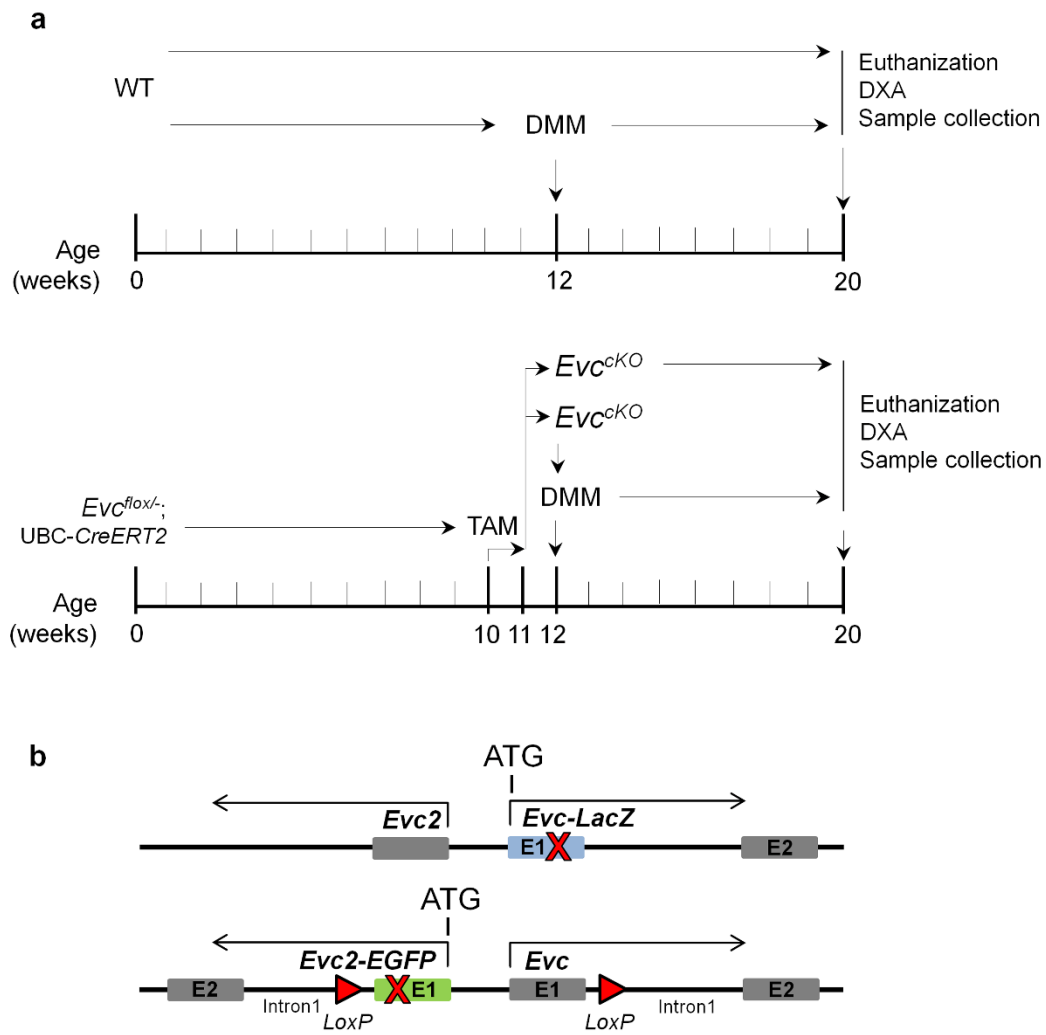 a
WT
Euthanization
DXA
Sample collection
DMM
Age
(weeks)
0
12
20
Evc^cKO
Evc^cKO
Euthanization
DXA
Sample collection
Evc^flox/-;
UBC-CreERT2
TAM
DMM
Age
(weeks)
0
10
11
12
20
b
ATG
Evc2
Evc-LacZ
E1
X
E2
ATG
Evc2-EGFP
Evc
E2
Intron1
LoxP
X
E1
E1
LoxP
Intron1
E2